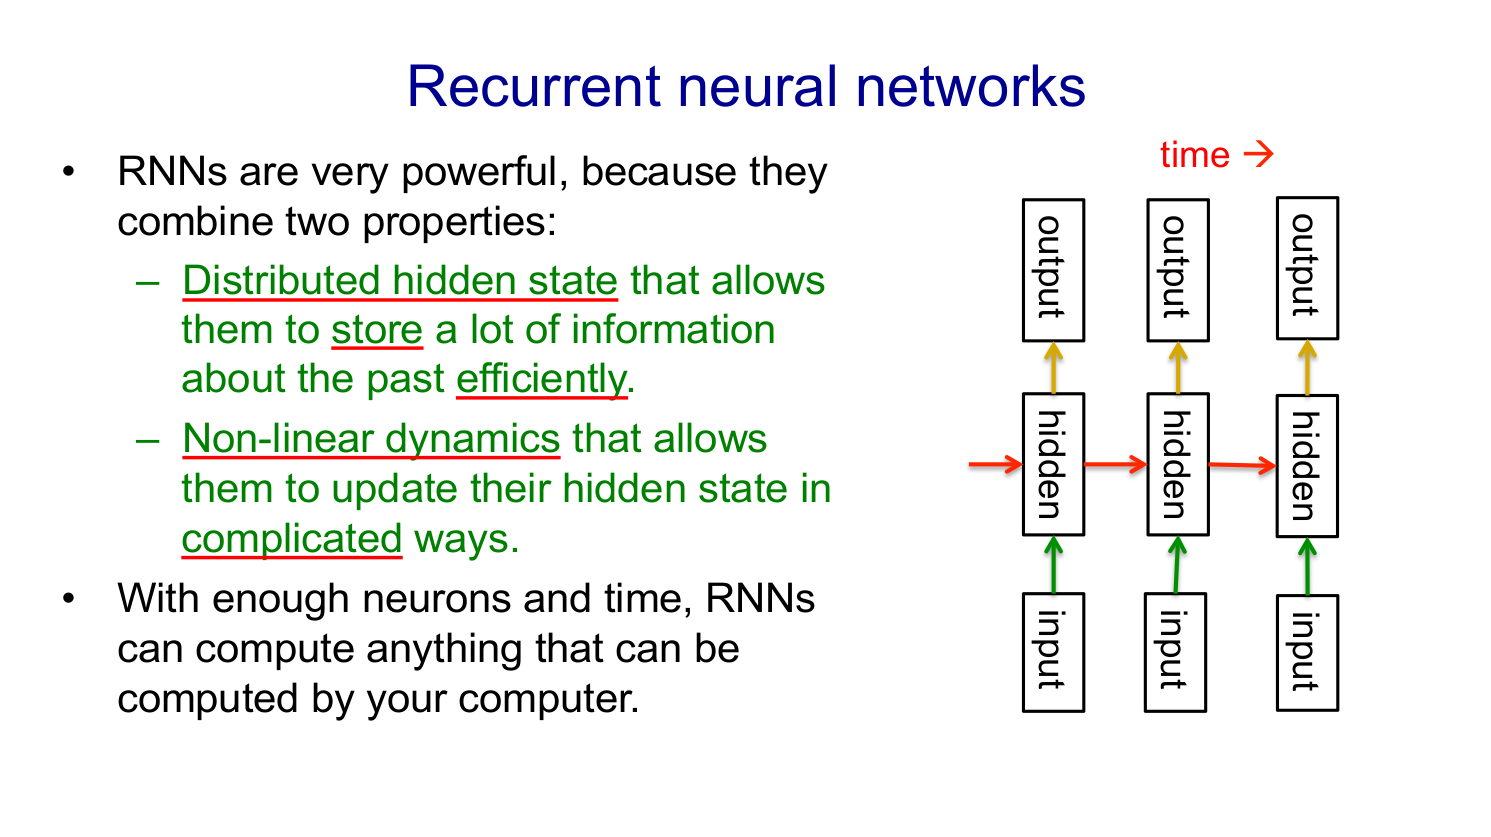 Recurrent neural networks
• RNNs are very powerful, because they
combine two properties:
– Distributed hidden state that allows
them to store a lot of information
about the past efficiently.
– Non-linear dynamics that allows
them to update their hidden state in
complicated ways.
• With enough neurons and time, RNNs
can compute anything that can be
computed by your computer.
time →
output
output
output
hidden
hidden
hidden
input
input
input